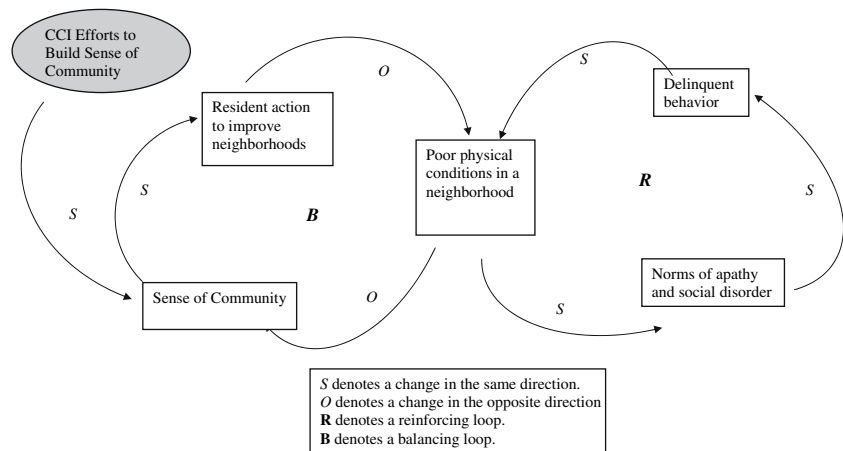 CCI Efforts to
Build Sense of
Community
Resident action
to improve
neighborhoods
O
S
Delinquent
behavior
Poor physical
conditions in a
neighborhood
R
S
S
S
B
Sense of Community
O
S
Norms of apathy
and social disorder
S denotes a change in the same direction.
O denotes a change in the opposite direction
R denotes a reinforcing loop.
B denotes a balancing loop.